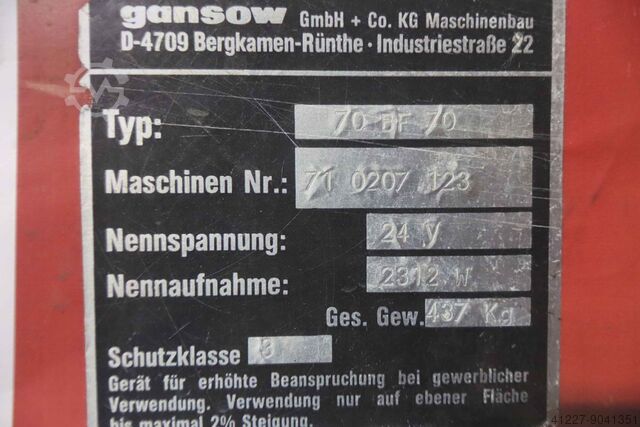 gansow GmbH + Co. KG Maschinenbau
D-4709 Bergkamen-Rünthe · Industriestraße 22
Typ: 70 BF 70
Maschinen Nr.: 71 0207 123
Nennspannung: 24 V
Nennaufnahme: 2312 W
Ges. Gew. 437 Kg
Schutzklasse 3
Gerät für erhöhte Beanspruchung bei gewerblicher
Verwendung. Verwendung nur auf ebener Fläche
bis maximal 2% Steigung.
41227-9041351